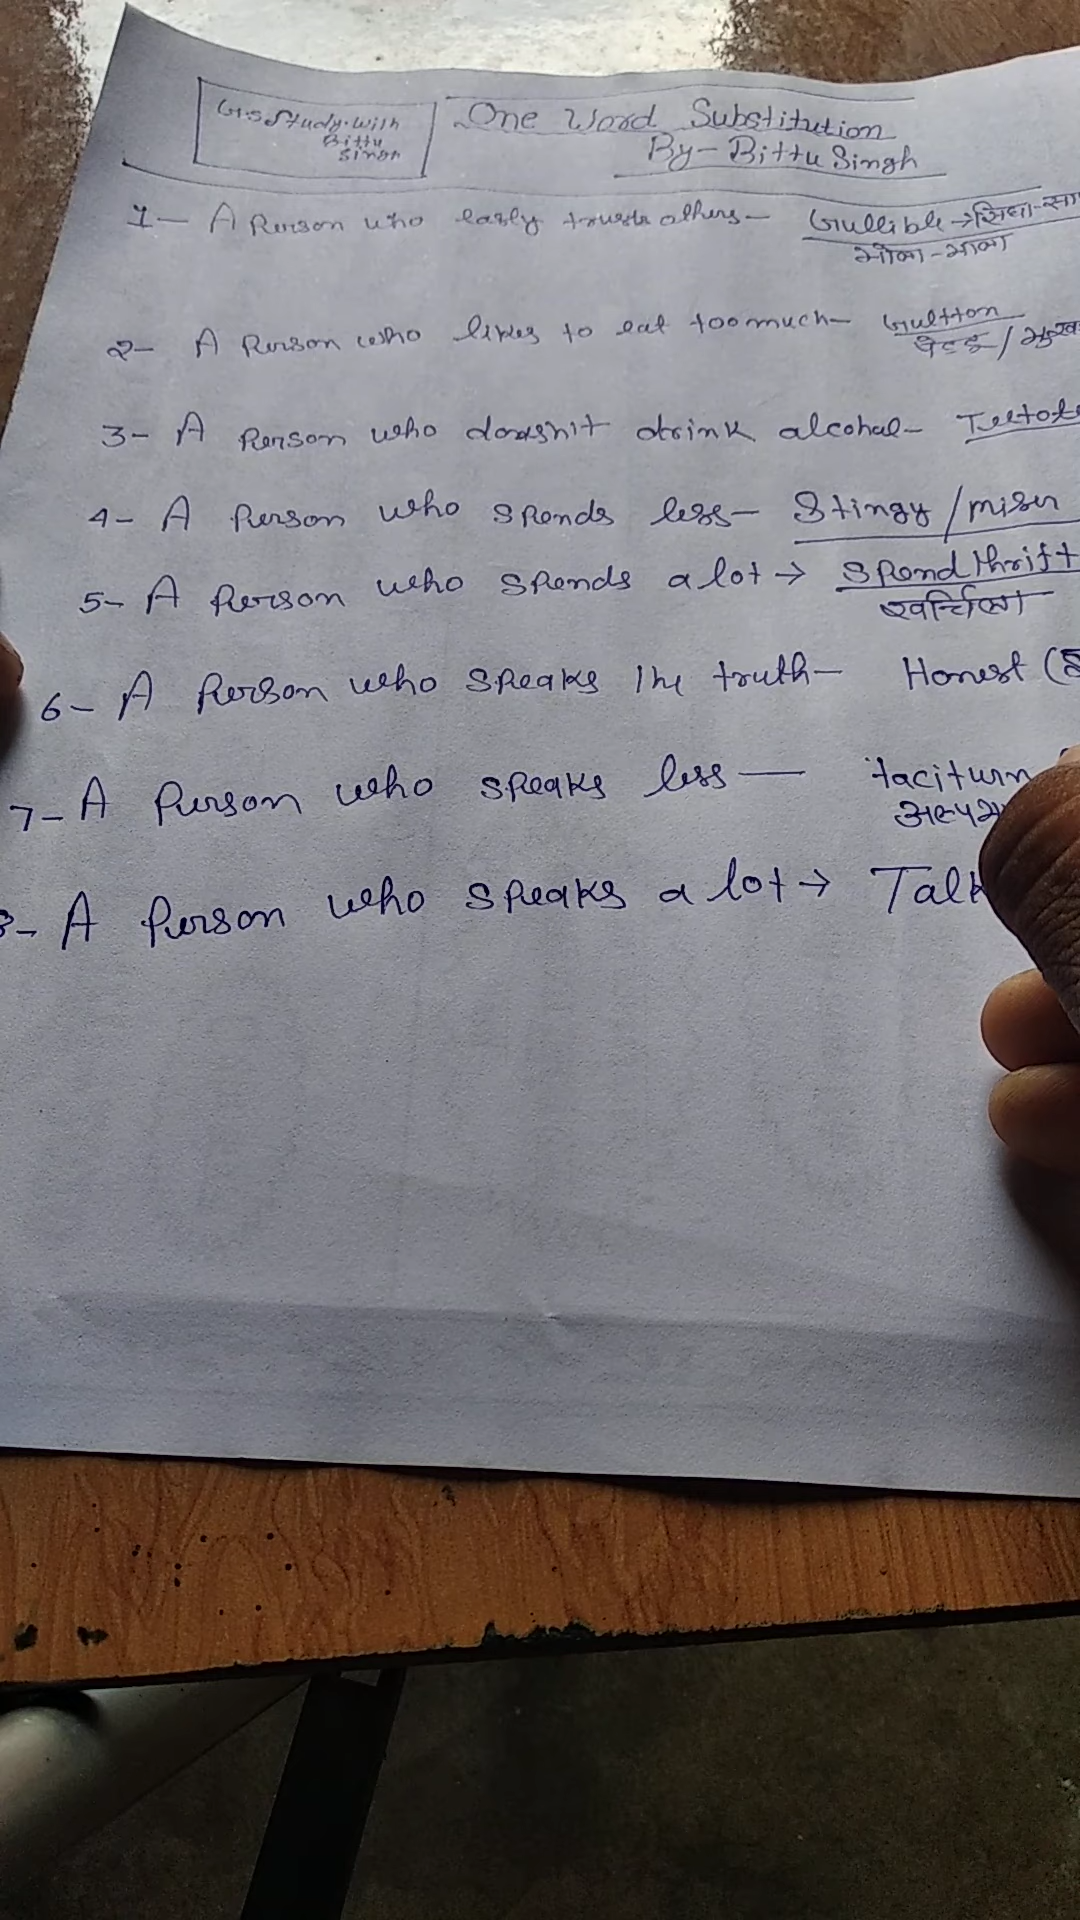 G.S Study with
Bittu
Singh
One Word Substitution
By- Bittu Singh
1- A Person who easly trusts others- Gullible →सिधा-सा
भोला-भाला
2- A Person who likes to eat too much- Gultton
पेटू / भुख
3- A Person who doesn't drink alcohal- Teetot
4- A Person who spends less- Stingy / miser
5- A Person who spends a lot → Spendthrift
खर्चिला
6- A Person who speaks the truth- Honest (
7- A Person who speaks less - taciturn
अल्पभ
8- A Person who speaks a lot → Talk